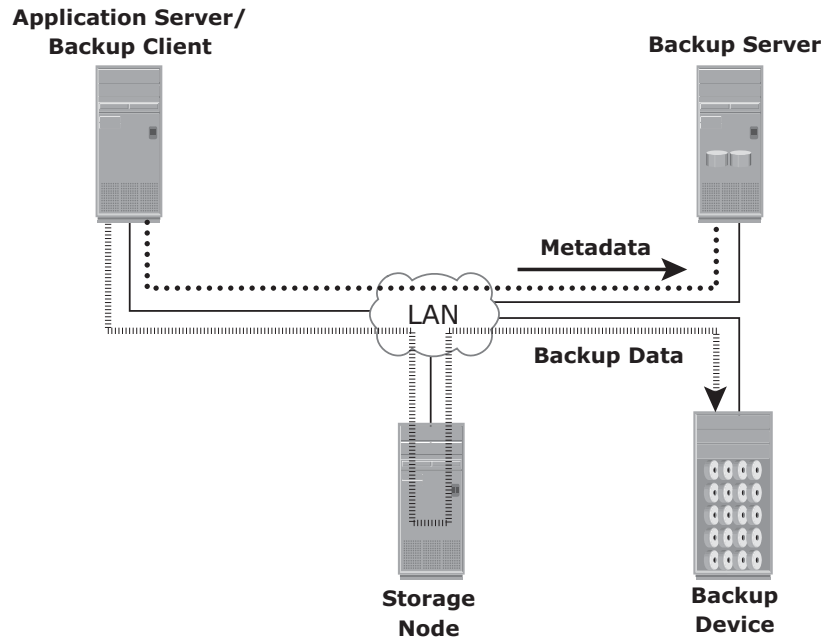 Application Server/
Backup Client
Backup Server
Metadata
LAN
Backup Data
Storage
Node
Backup
Device